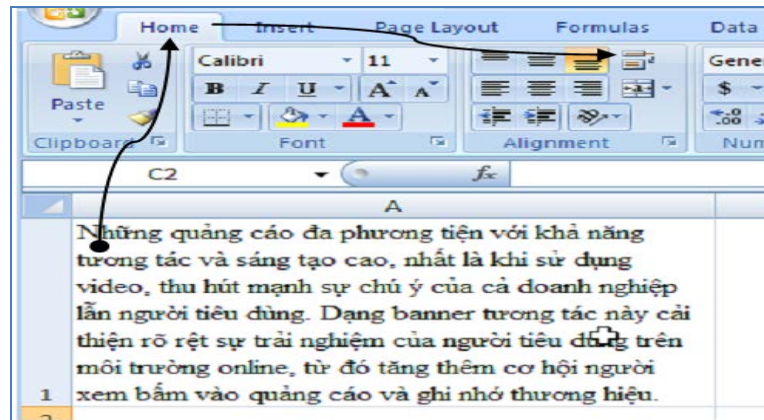 Home Insert Page Layout Formulas Data
Calibri 11 Gene
Paste B I U A A $
.00
Clipboard Font Alignment Num
C2 fx
A
Những quảng cáo đa phương tiện với khả năng
tương tác và sáng tạo cao, nhất là khi sử dụng
video, thu hút mạnh sự chú ý của cả doanh nghiệp
lẫn người tiêu dùng. Dạng banner tương tác này cải
thiện rõ rệt sự trải nghiệm của người tiêu dùng trên
môi trường online, từ đó tăng thêm cơ hội người
1 xem bấm vào quảng cáo và ghi nhớ thương hiệu.
2